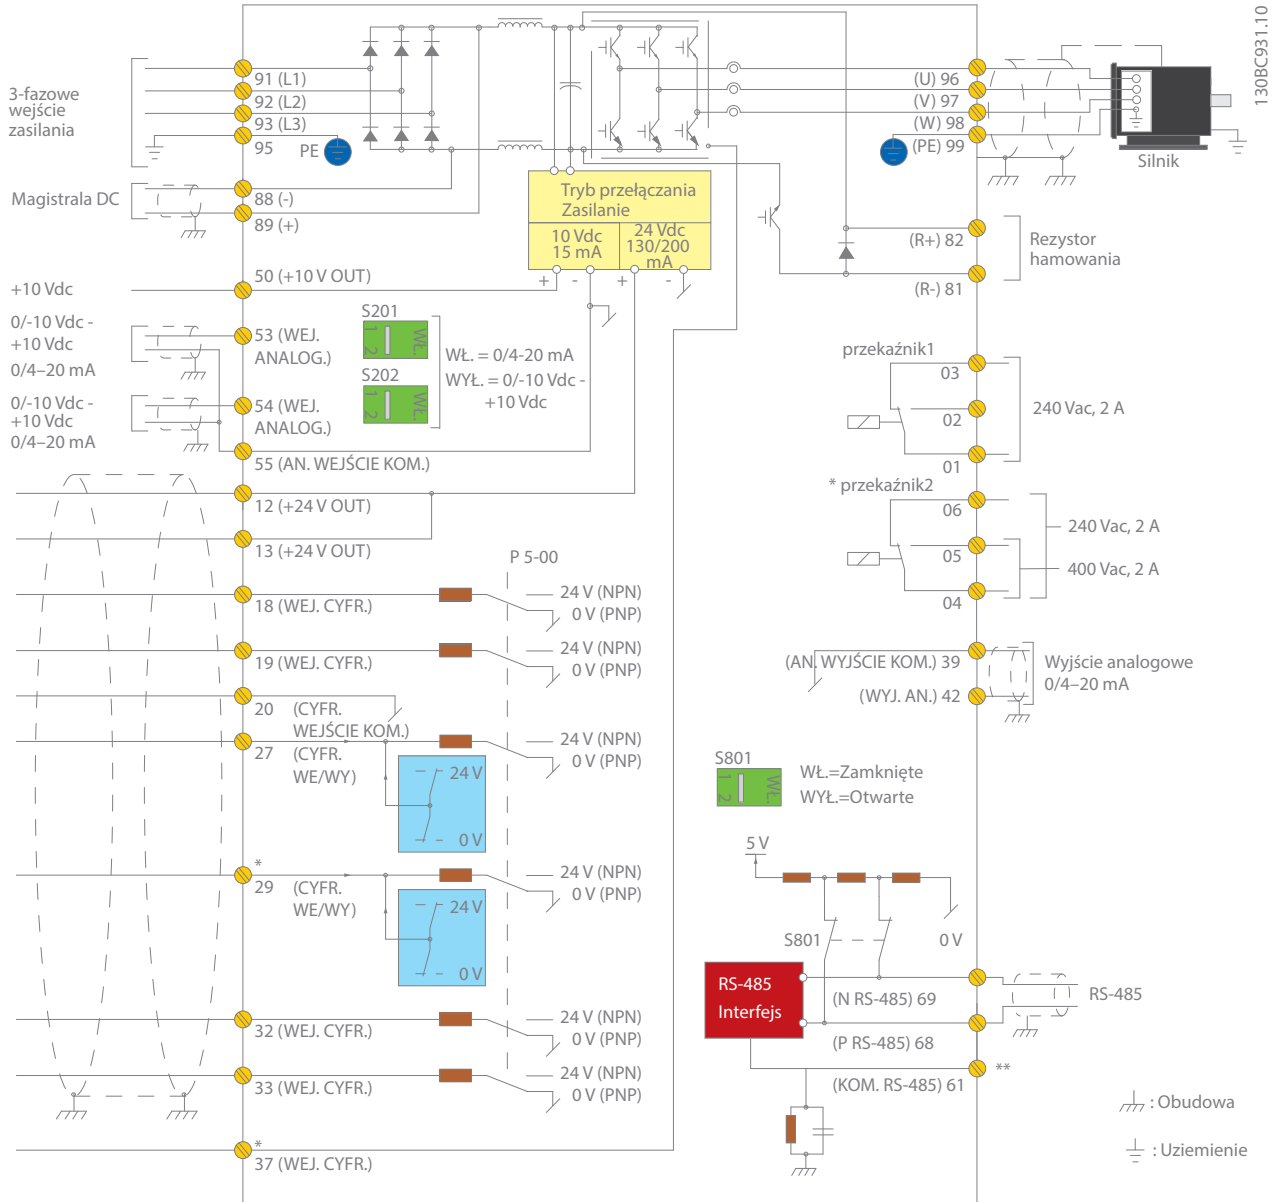 130BC931.10
3-fazowe
wejście
zasilania
91 (L1)
92 (L2)
93 (L3)
95
PE
(U) 96
(V) 97
(W) 98
(PE) 99
Silnik
Magistrala DC
88 (-)
89 (+)
Tryb przełączania
Zasilanie
10 Vdc
15 mA
24 Vdc
130/200
mA
+ - + -
(R+) 82
(R-) 81
Rezystor
hamowania
+10 Vdc
50 (+10 V OUT)
0/-10 Vdc -
+10 Vdc
0/4–20 mA
53 (WEJ.
ANALOG.)
0/-10 Vdc -
+10 Vdc
0/4–20 mA
54 (WEJ.
ANALOG.)
55 (AN. WEJŚCIE KOM.)
S201
1
2
WŁ.
S202
1
2
WŁ.
WŁ. = 0/4-20 mA
WYŁ. = 0/-10 Vdc -
+10 Vdc
przekaźnik1
03
02
01
240 Vac, 2 A
* przekaźnik2
06
05
04
240 Vac, 2 A
400 Vac, 2 A
12 (+24 V OUT)
13 (+24 V OUT)
P 5-00
18 (WEJ. CYFR.)
24 V (NPN)
0 V (PNP)
19 (WEJ. CYFR.)
24 V (NPN)
0 V (PNP)
20 (CYFR.
WEJŚCIE KOM.)
27 (CYFR.
WE/WY)
24 V (NPN)
0 V (PNP)
24 V
0 V
*
29 (CYFR.
WE/WY)
24 V (NPN)
0 V (PNP)
24 V
0 V
32 (WEJ. CYFR.)
24 V (NPN)
0 V (PNP)
33 (WEJ. CYFR.)
24 V (NPN)
0 V (PNP)
*
37 (WEJ. CYFR.)
(AN. WYJŚCIE KOM.) 39
(WYJ. AN.) 42
Wyjście analogowe
0/4–20 mA
S801
1
2
WŁ.
WŁ.=Zamknięte
WYŁ.=Otwarte
5 V
S801
0 V
RS-485
Interfejs
(N RS-485) 69
(P RS-485) 68
(KOM. RS-485) 61
**
RS-485
: Obudowa
: Uziemienie